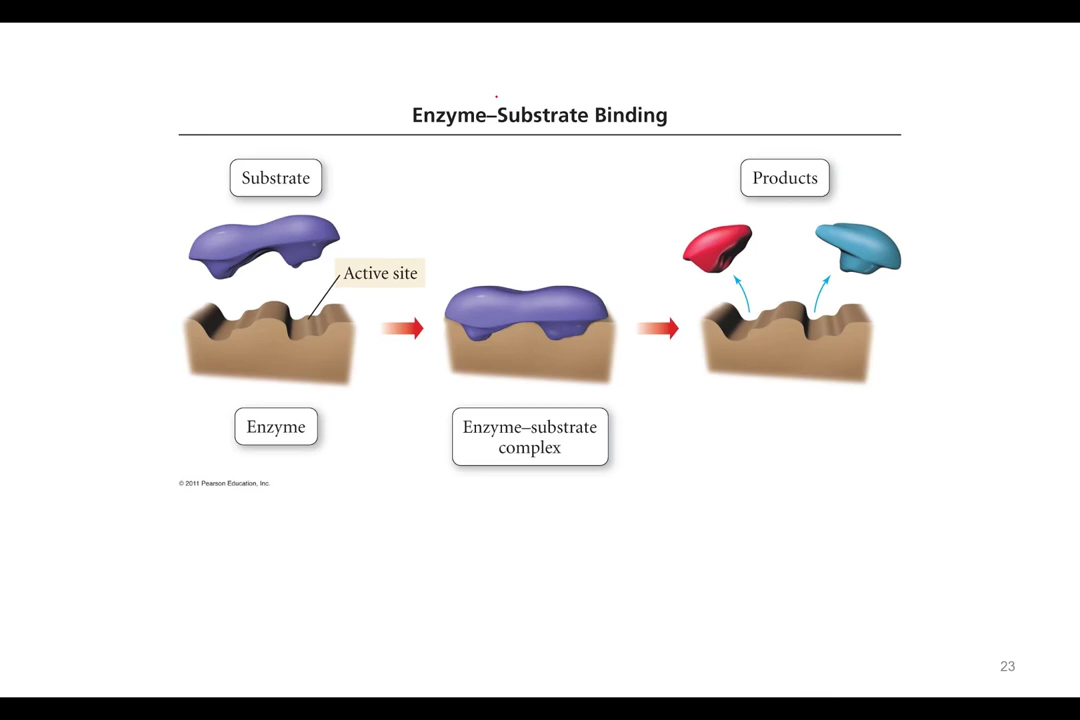 Enzyme–Substrate Binding
Substrate
Products
Active site
Enzyme
Enzyme–substrate
complex
© 2011 Pearson Education, Inc.
23